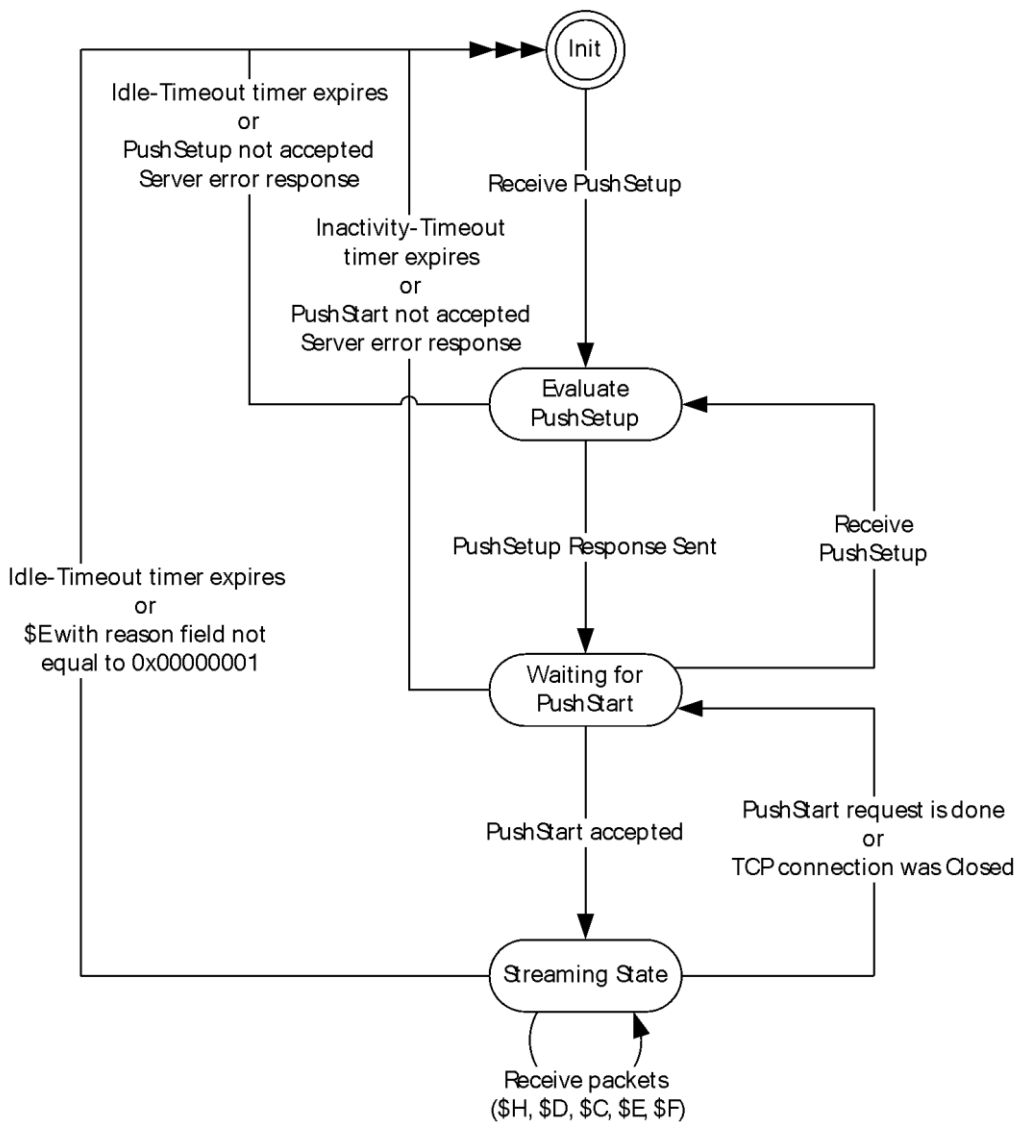 Init
Idle-Timeout timer expires
or
PushSetup not accepted
Server error response
Receive PushSetup
Inactivity-Timeout
timer expires
or
PushStart not accepted
Server error response
Evaluate
PushSetup
Receive
PushSetup
PushSetup Response Sent
Idle-Timeout timer expires
or
$E with reason field not
equal to 0x00000001
Waiting for
PushStart
PushStart request is done
or
TCP connection was Closed
PushStart accepted
Streaming State
Receive packets
($H, $D, $C, $E, $F)